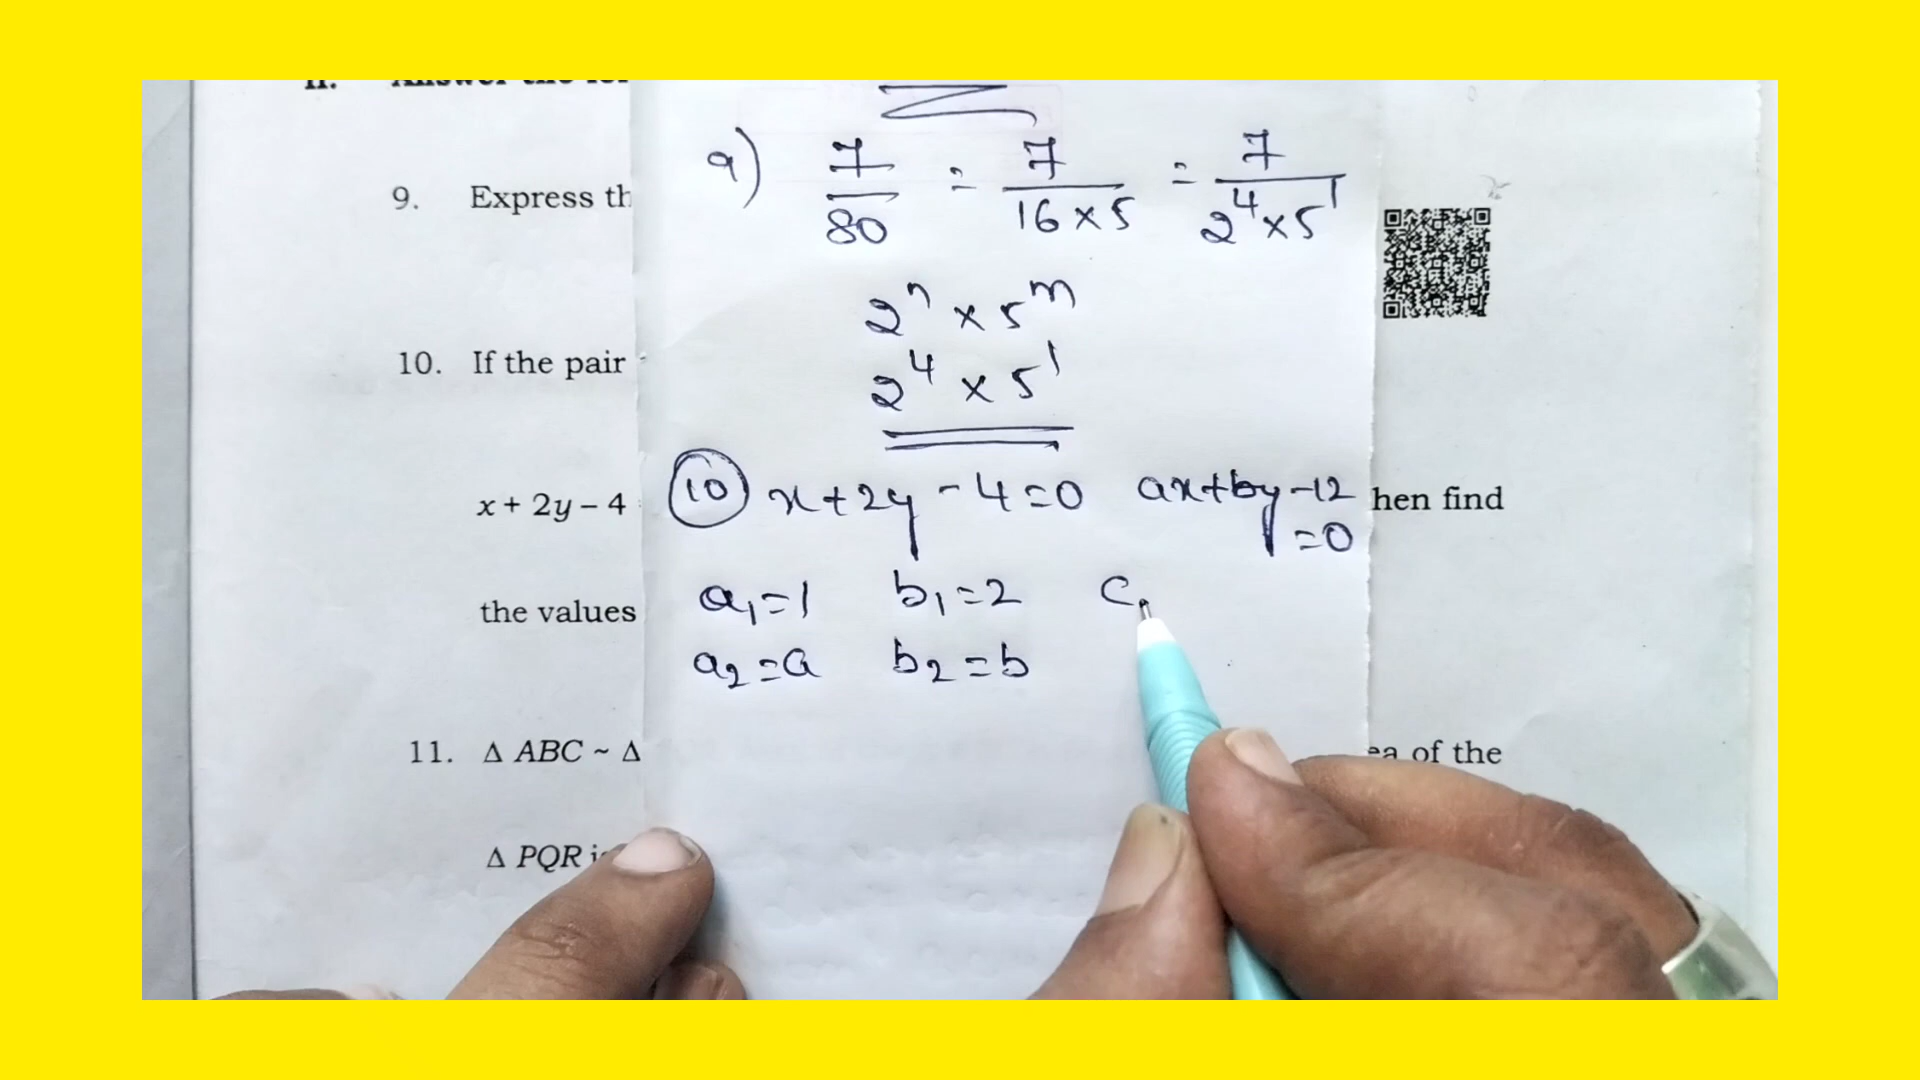 9. Express th
9) 7/80 = 7/16×5 = 7/2⁴×5¹
2ⁿ × 5ᵐ
10. If the pair
2⁴ × 5¹
x + 2y – 4
⑩ x+2y-4=0 ax+by-12
=0
hen find
the values
a₁=1 b₁=2 c
a₂=a b₂=b
11. Δ ABC ~ Δ
of the
Δ PQR